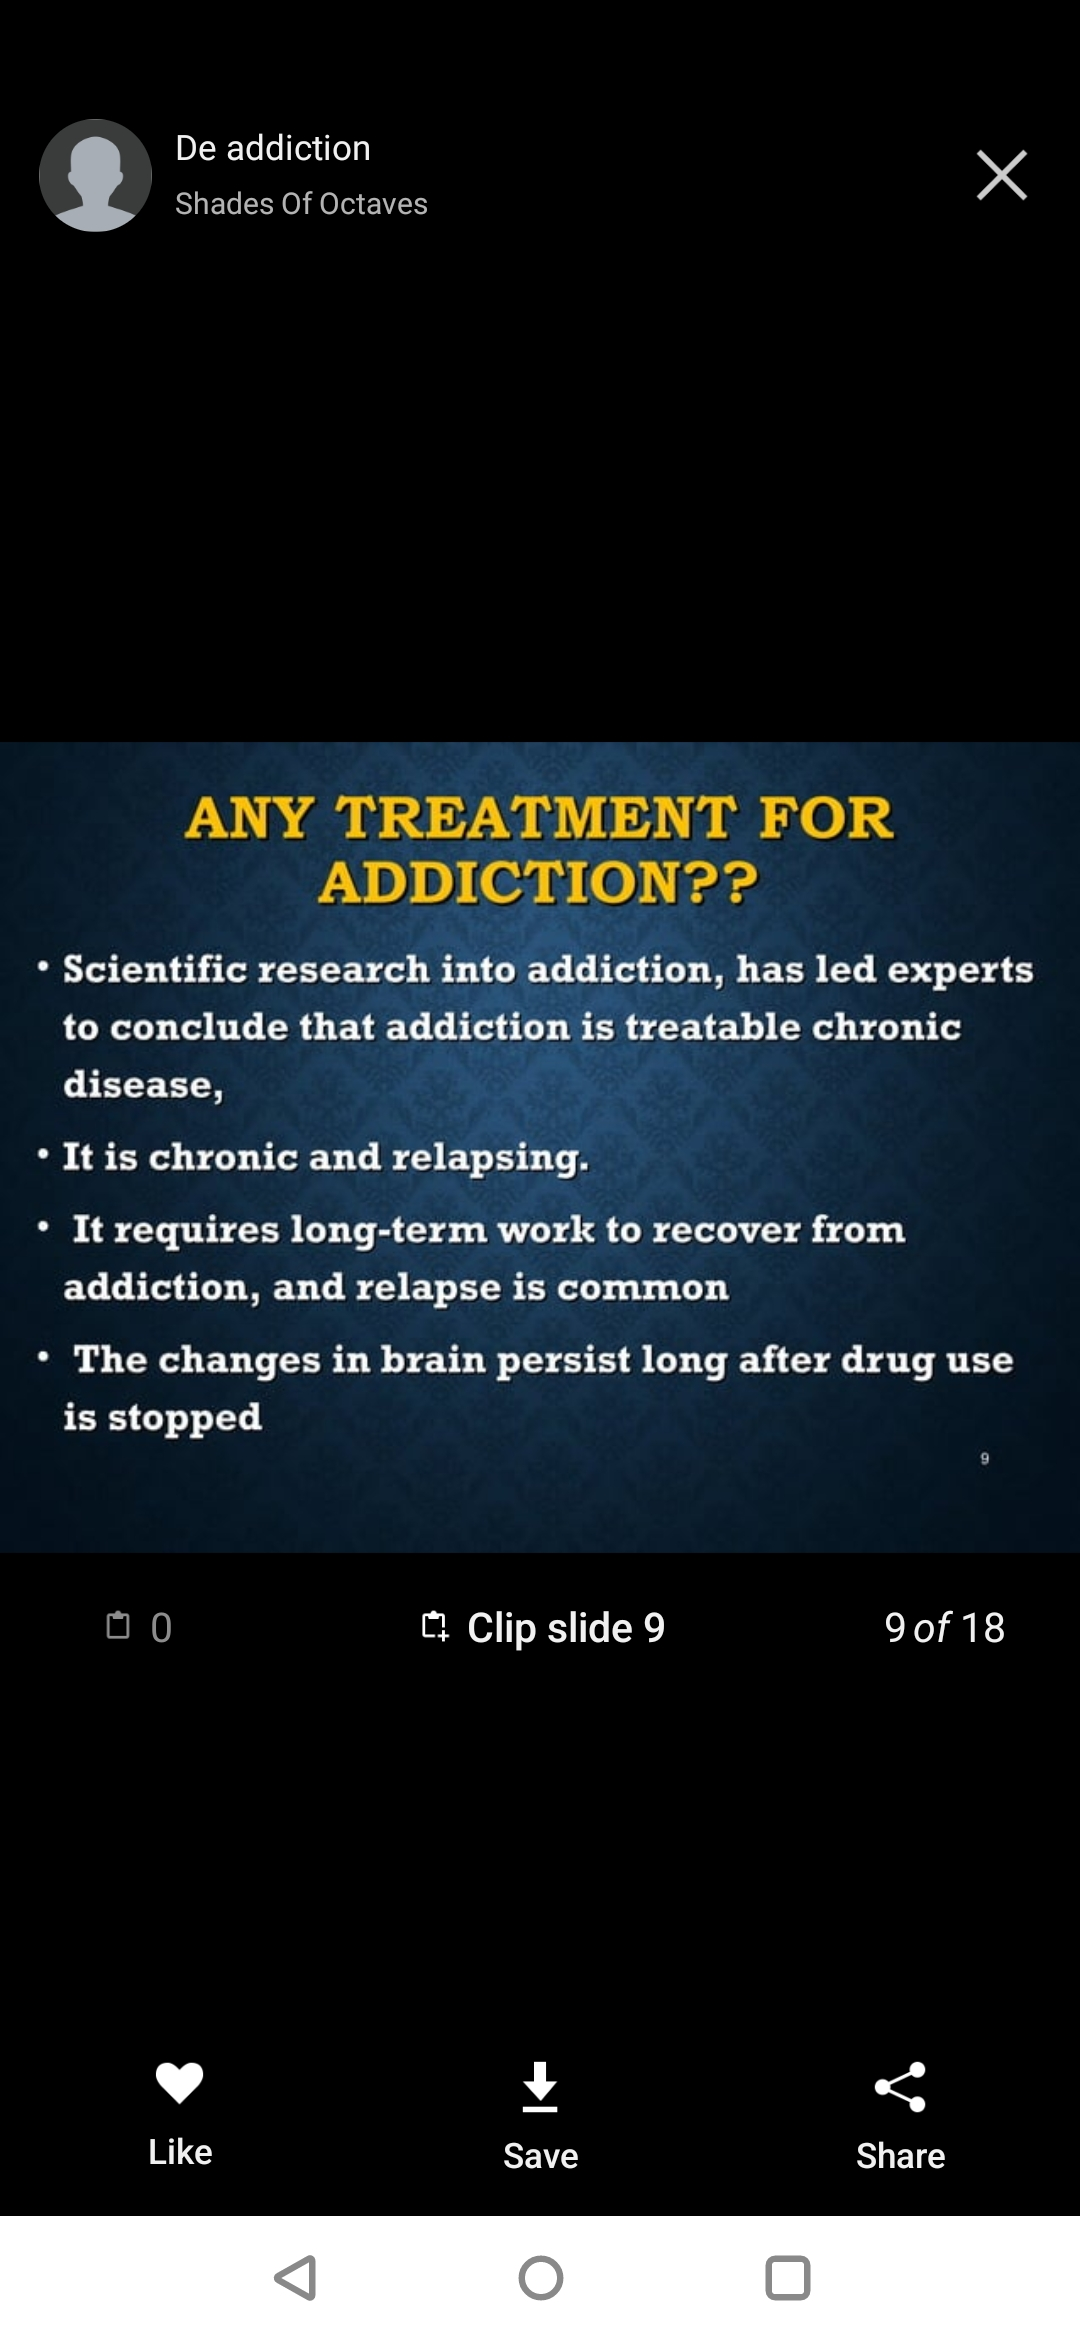 De addiction
Shades Of Octaves
ANY TREATMENT FOR
ADDICTION??
• Scientific research into addiction, has led experts
to conclude that addiction is treatable chronic
disease,
• It is chronic and relapsing.
• It requires long-term work to recover from
addiction, and relapse is common
• The changes in brain persist long after drug use
is stopped
9
0 Clip slide 9 9 of 18
Like Save Share